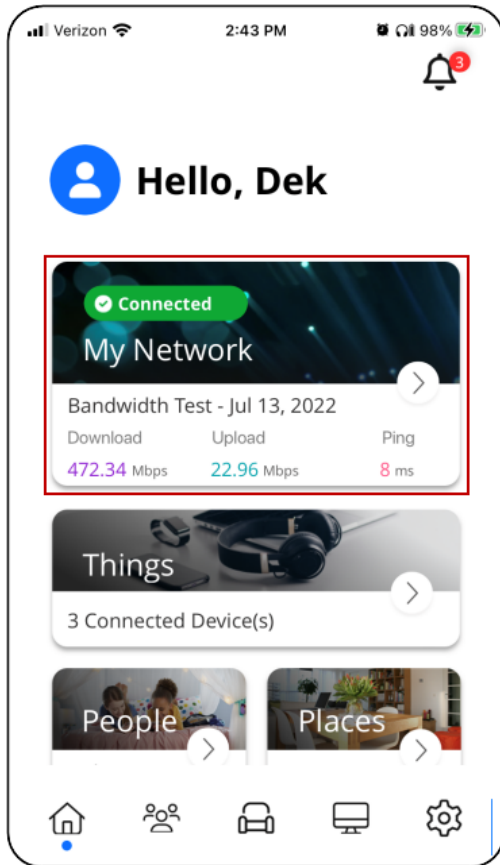 Verizon 2:43 PM 98%
3
Hello, Dek
Connected
My Network
Bandwidth Test - Jul 13, 2022
Download Upload Ping
472.34 Mbps 22.96 Mbps 8 ms
Things
3 Connected Device(s)
People Places